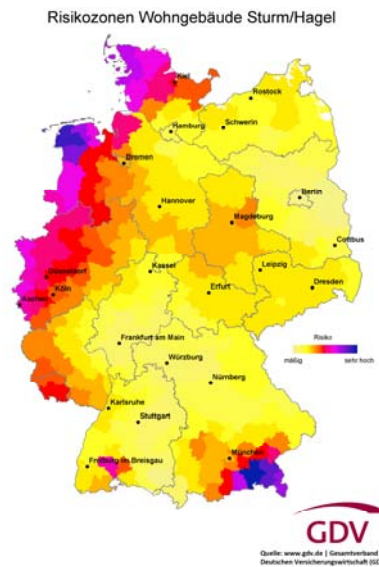 Risikozonen Wohngebäude Sturm/Hagel
Kiel
Rostock
Hamburg
Schwerin
Bremen
Berlin
Hannover
Magdeburg
Cottbus
Düsseldorf
Kassel
Leipzig
Köln
Aachen
Erfurt
Dresden
Frankfurt am Main
Risiko
mäßig
sehr hoch
Würzburg
Nürnberg
Karlsruhe
Stuttgart
München
Freiburg im Breisgau
GDV
Quelle: www.gdv.de | Gesamtverband
Deutschen Versicherungswirtschaft (GD